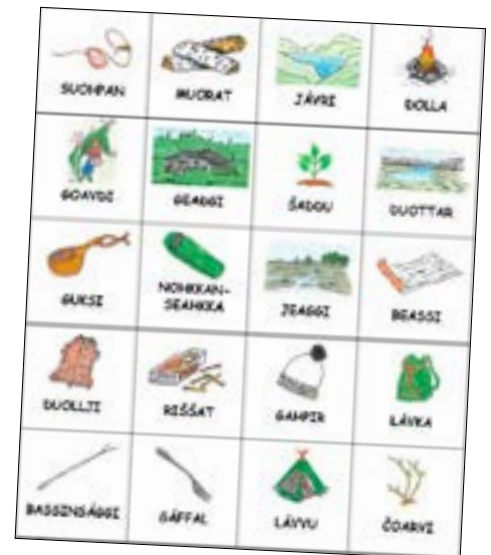 SUOHPAN
MUORAT
JÁVRI
DOLLA
GOAVDI
GEAĐGI
ŠADDU
DUOTTAR
GUKSI
NOHKKAN-
SEAHKKA
JEAGGI
BEASSI
DUOLLJI
RIŠŠAT
GAHPIR
LÁVKA
BASSINSÁGGI
GÁFFAL
LÁVVU
ČOARVI